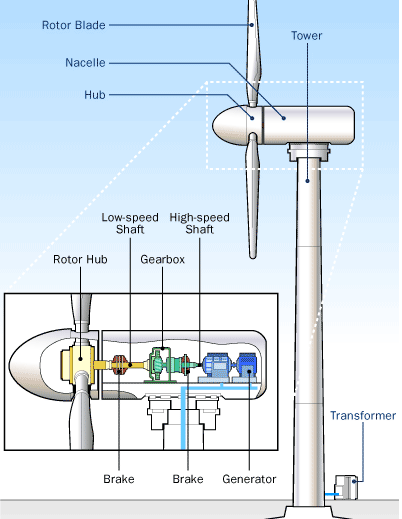 Rotor Blade
Tower
Nacelle
Hub
Low-speed
Shaft
High-speed
Shaft
Rotor Hub
Gearbox
Transformer
Brake
Brake
Generator